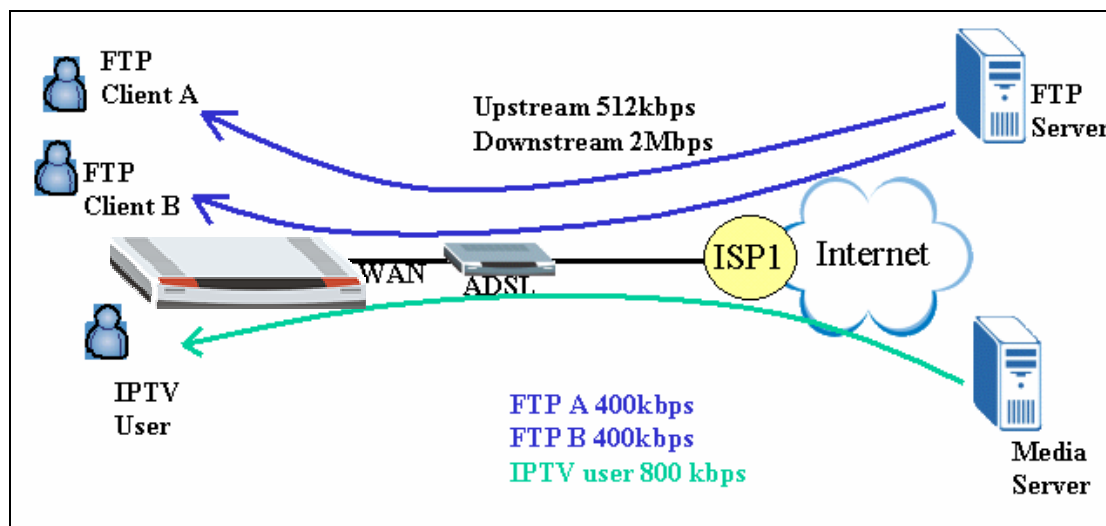 FTP
Client A
Upstream 512kbps
Downstream 2Mbps
FTP
Server
FTP
Client B
WAN
ADSL
ISP1
Internet
IPTV
User
FTP A 400kbps
FTP B 400kbps
IPTV user 800 kbps
Media
Server